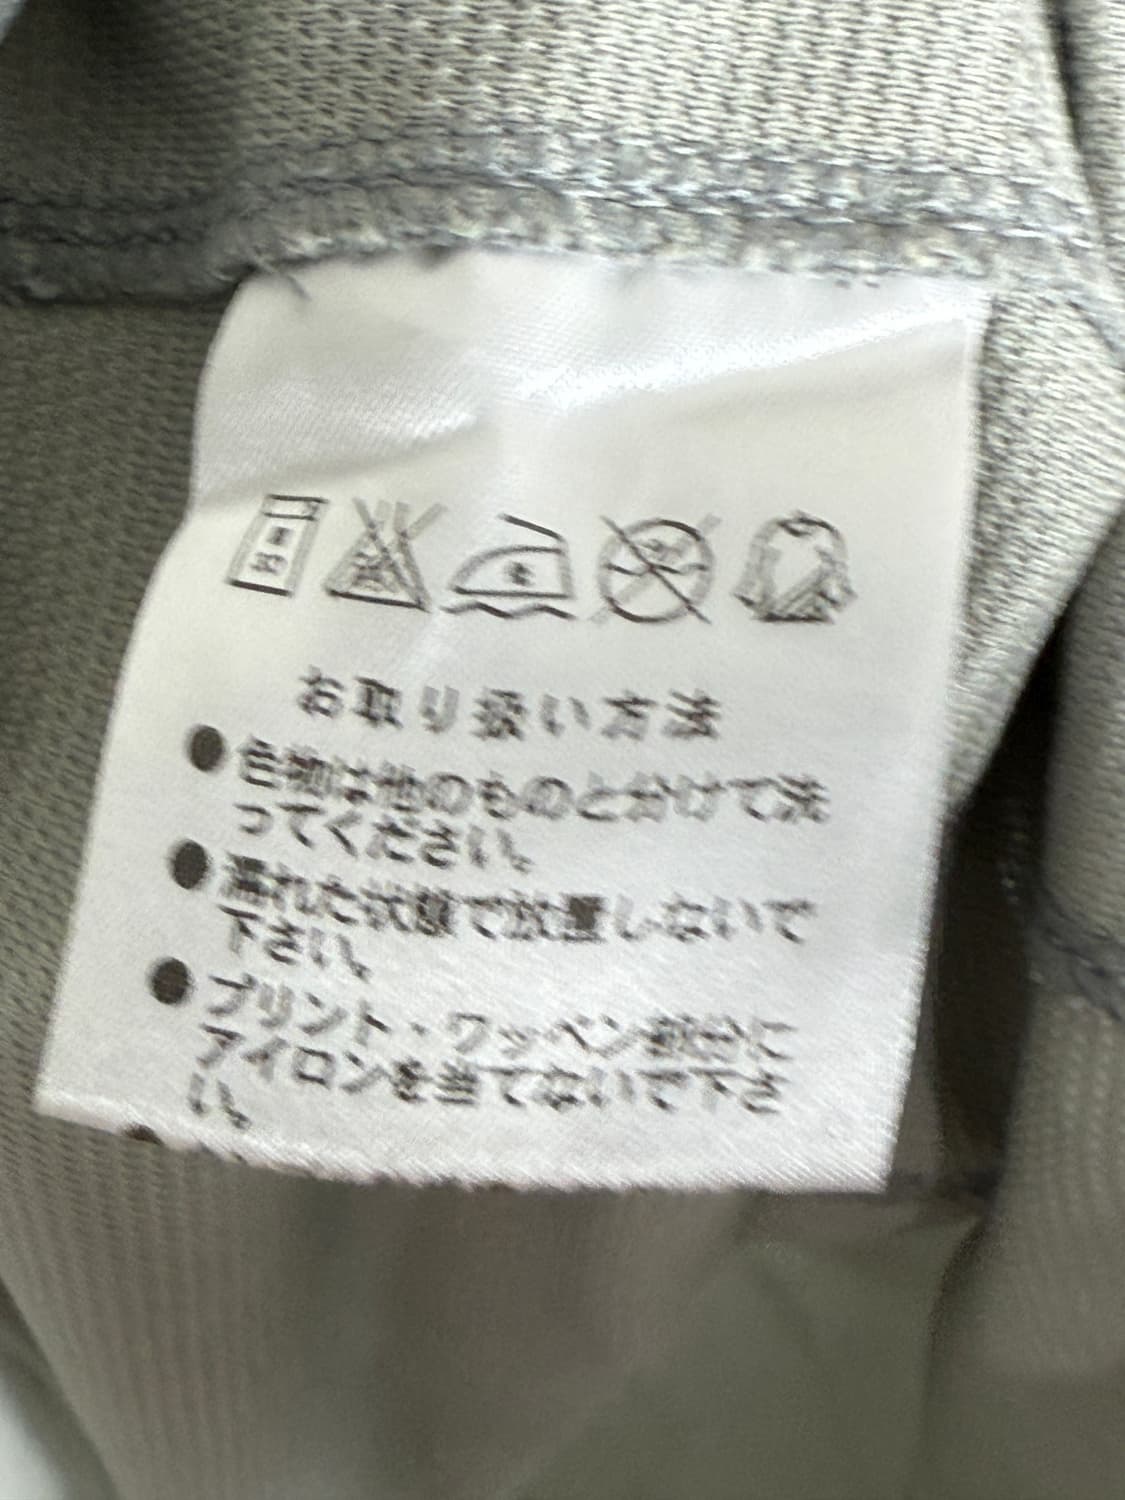 お取り扱い方法
●色物は他のものとわけて洗
ってください。
●濡れた状態で放置しないで
下さい。
●プリント・ワッペン部分に
アイロンを当てないで下さ
い。